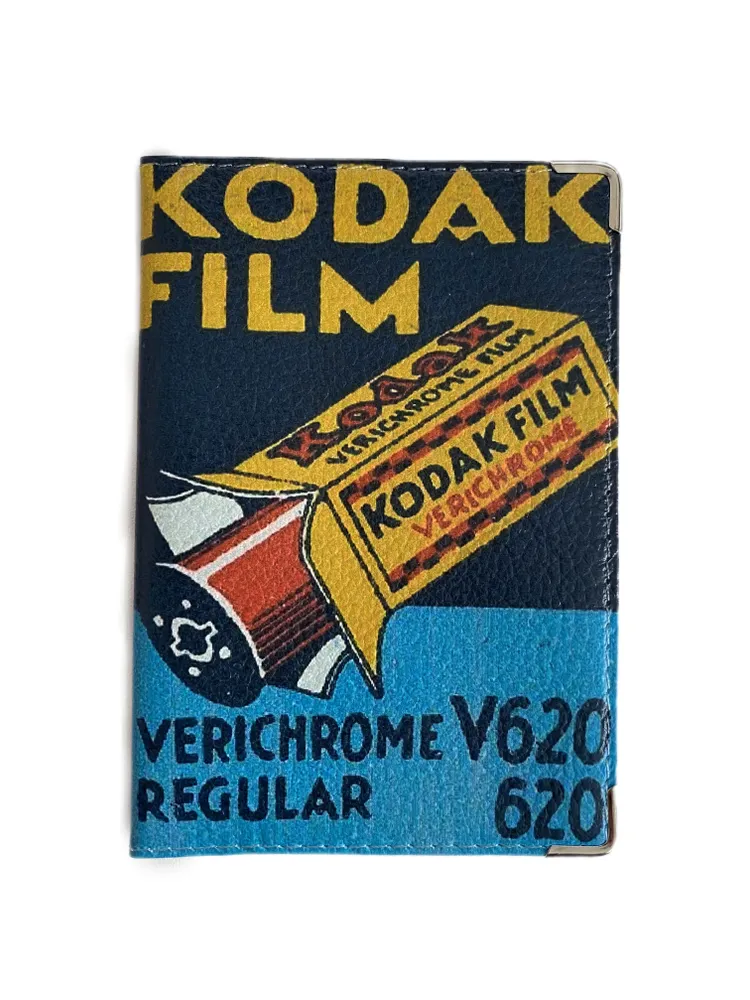 KODAK
FILM
Kodak
VERICHROME FILM
KODAK FILM
VERICHROME
VERICHROME V620
REGULAR 620